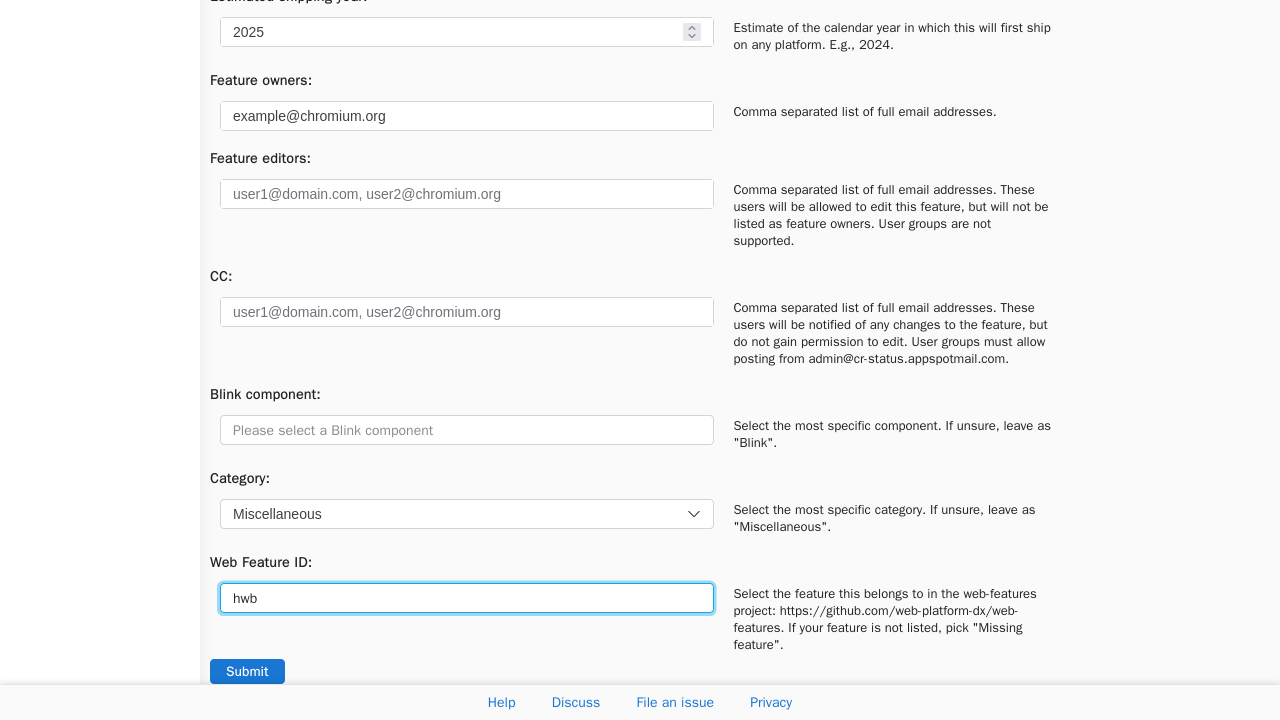 Estimated shipping year:
2025
Estimate of the calendar year in which this will first ship
on any platform. E.g., 2024.
Feature owners:
example@chromium.org
Comma separated list of full email addresses.
Feature editors:
user1@domain.com, user2@chromium.org
Comma separated list of full email addresses. These
users will be allowed to edit this feature, but will not be
listed as feature owners. User groups are not
supported.
CC:
user1@domain.com, user2@chromium.org
Comma separated list of full email addresses. These
users will be notified of any changes to the feature, but
do not gain permission to edit. User groups must allow
posting from admin@cr-status.appspotmail.com.
Blink component:
Please select a Blink component
Select the most specific component. If unsure, leave as
"Blink".
Category:
Miscellaneous
Select the most specific category. If unsure, leave as
"Miscellaneous".
Web Feature ID:
hwb
Select the feature this belongs to in the web-features
project: https://github.com/web-platform-dx/web-
features. If your feature is not listed, pick "Missing
feature".
Submit
Help Discuss File an issue Privacy